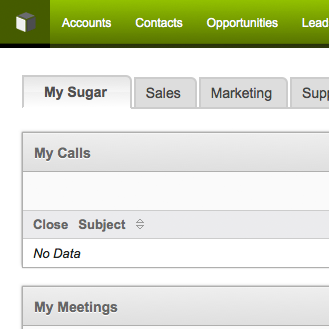 Accounts Contacts Opportunities Lead
My Sugar Sales Marketing Supp
My Calls
Close Subject
No Data
My Meetings